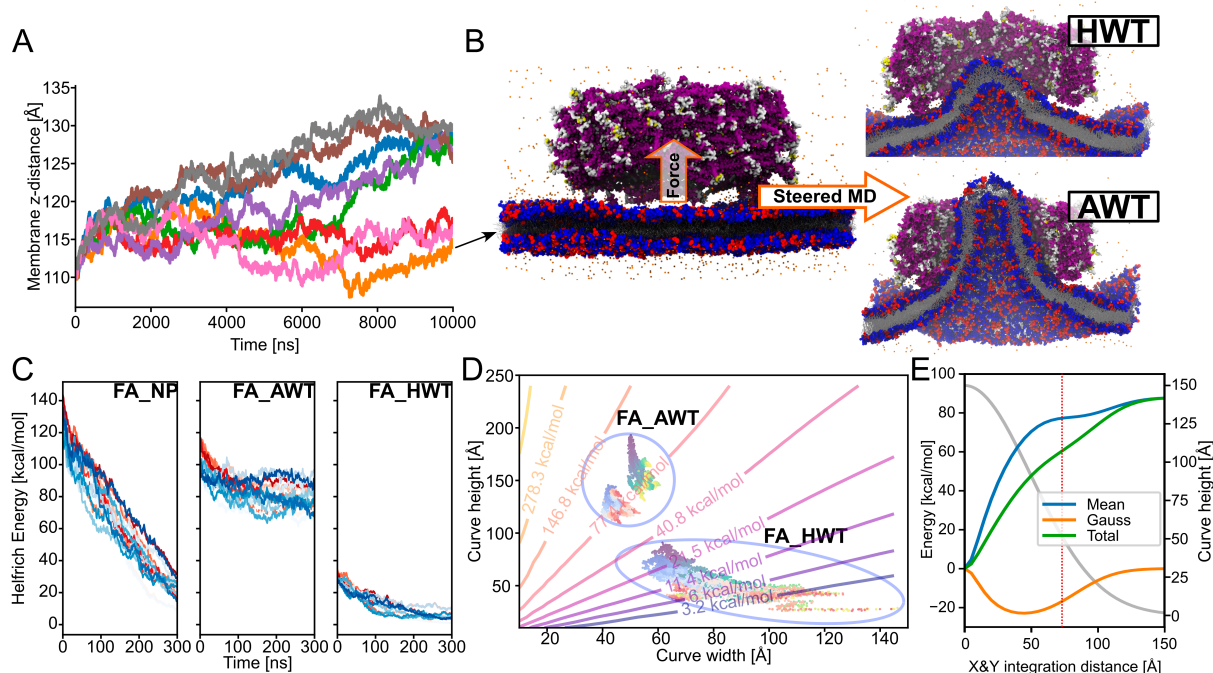 A
Membrane z-distance [Å]
135
130
125
120
115
110
0
2000
4000
6000
8000
10000
Time [ns]
B
Force
Steered MD
HWT
AWT
C
Helfrich Energy [kcal/mol]
140
120
100
80
60
40
20
0
FA_NP
FA_AWT
FA_HWT
0
300
0
300
0
300
Time [ns]
D
Curve height [Å]
250
200
150
100
50
FA_AWT
FA_HWT
278.3 kcal/mol
146.8 kcal/mol
40.8 kcal/mol
11.4 kcal/mol
6 kcal/mol
3.2 kcal/mol
20
40
60
80
100
120
140
Curve width [Å]
E
Energy [kcal/mol]
100
80
60
40
20
0
−20
Mean
Gauss
Total
150
125
100
75
50
25
0
Curve height [Å]
0
50
100
150
X&Y integration distance [Å]